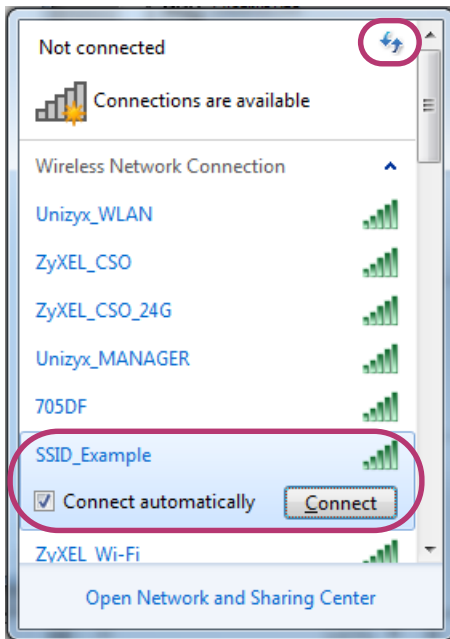 Not connected
Connections are available
Wireless Network Connection
Unizyx_WLAN
ZyXEL_CSO
ZyXEL_CSO_24G
Unizyx_MANAGER
705DF
SSID_Example
Connect automatically Connect
ZyXEL_Wi-Fi
Open Network and Sharing Center